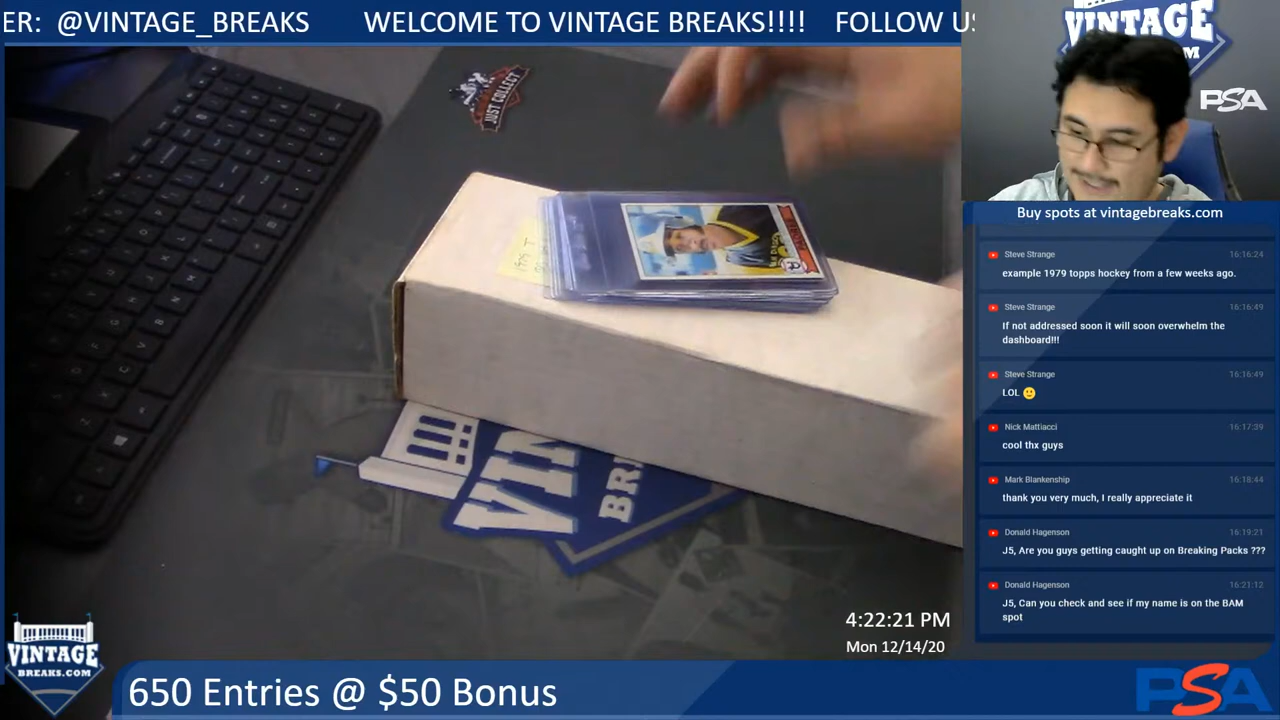 ER: @VINTAGE_BREAKS WELCOME TO VINTAGE BREAKS!!!! FOLLOW US
VINTAGE
.COM
PSA
JUST COLLECT
Buy spots at vintagebreaks.com
Steve Strange 16:16:24
example 1979 topps hockey from a few weeks ago.
Steve Strange 16:16:49
If not addressed soon it will soon overwhelm the
dashboard!!!
Steve Strange 16:16:49
LOL 🙂
Nick Mattiacci 16:17:39
cool thx guys
Mark Blankenship 16:18:44
thank you very much, I really appreciate it
Donald Hagenson 16:19:21
J5, Are you guys getting caught up on Breaking Packs ???
Donald Hagenson 16:21:12
J5, Can you check and see if my name is on the BAM
spot
VIN
BR
4:22:21 PM
Mon 12/14/20
VINTAGE
BREAKS.COM
650 Entries @ $50 Bonus
PSA